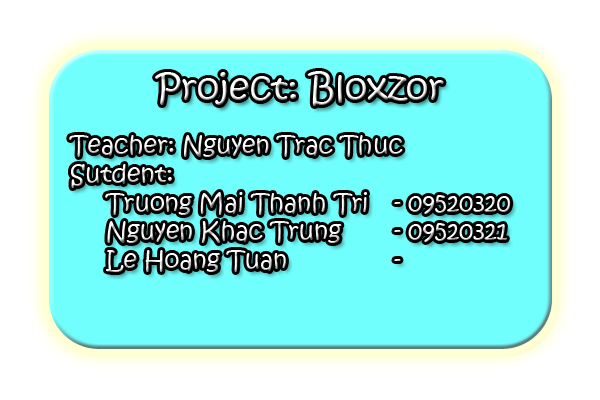 Project: Bloxzor
Teacher: Nguyen Trac Thuc
Sutdent:
Truong Mai Thanh Tri - 09520320
Nguyen Khac Trung - 09520321
Le Hoang Tuan -